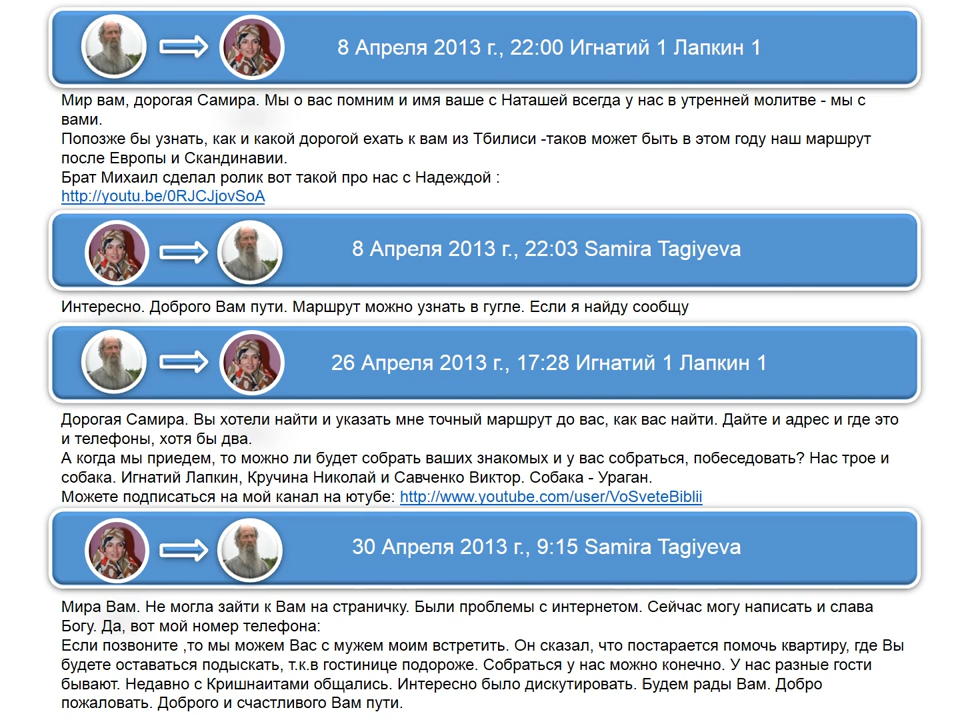 8 Апреля 2013 г., 22:00 Игнатий 1 Лапкин 1
Мир вам, дорогая Самира. Мы о вас помним и имя ваше с Наташей всегда у нас в утренней молитве - мы с
вами.
Попозже бы узнать, как и какой дорогой ехать к вам из Тбилиси -таков может быть в этом году наш маршрут
после Европы и Скандинавии.
Брат Михаил сделал ролик вот такой про нас с Надеждой :
http://youtu.be/0RJCJjovSoA
8 Апреля 2013 г., 22:03 Samira Tagiyeva
Интересно. Доброго Вам пути. Маршрут можно узнать в гугле. Если я найду сообщу
26 Апреля 2013 г., 17:28 Игнатий 1 Лапкин 1
Дорогая Самира. Вы хотели найти и указать мне точный маршрут до вас, как вас найти. Дайте и адрес и где это
и телефоны, хотя бы два.
А когда мы приедем, то можно ли будет собрать ваших знакомых и у вас собраться, побеседовать? Нас трое и
собака. Игнатий Лапкин, Кручина Николай и Савченко Виктор. Собака - Ураган.
Можете подписаться на мой канал на ютубе: http://www.youtube.com/user/VoSveteBiblii
30 Апреля 2013 г., 9:15 Samira Tagiyeva
Мира Вам. Не могла зайти к Вам на страничку. Были проблемы с интернетом. Сейчас могу написать и слава
Богу. Да, вот мой номер телефона:
Если позвоните ,то мы можем Вас с мужем моим встретить. Он сказал, что постарается помочь квартиру, где Вы
будете оставаться подыскать, т.к.в гостинице подороже. Собраться у нас можно конечно. У нас разные гости
бывают. Недавно с Кришнаитами общались. Интересно было дискутировать. Будем рады Вам. Добро
пожаловать. Доброго и счастливого Вам пути.